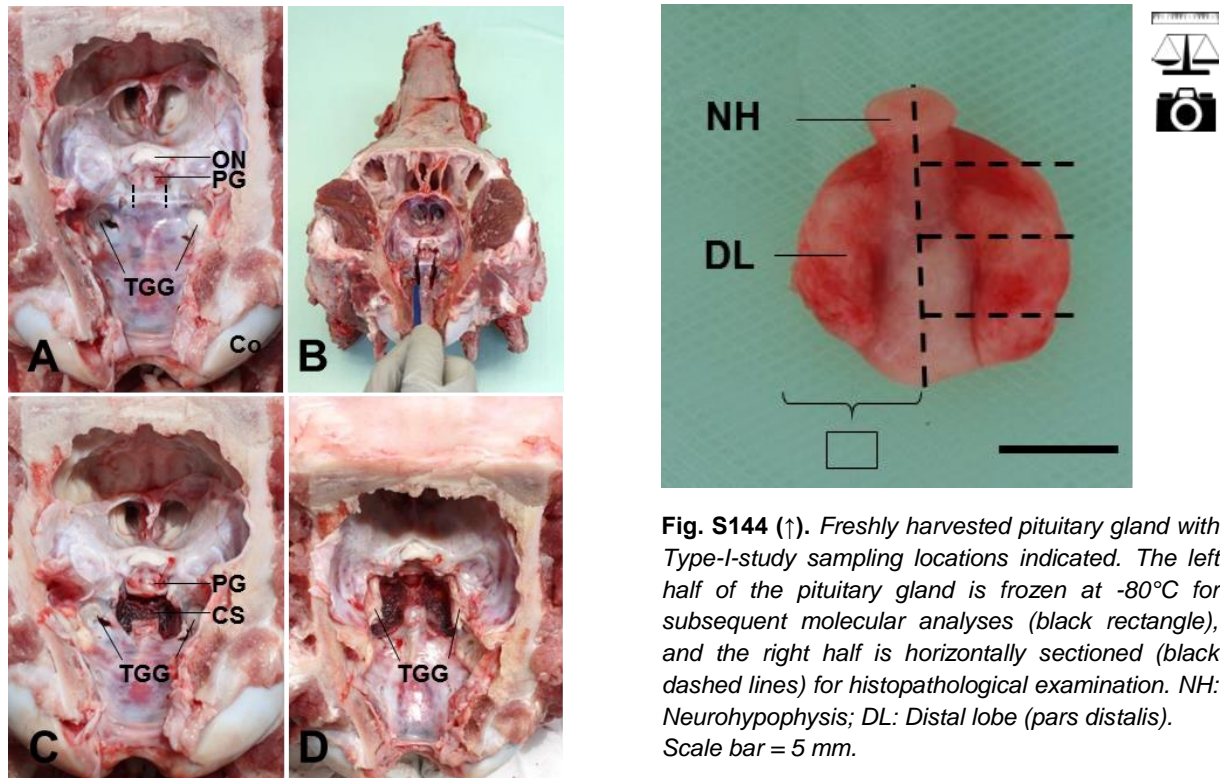 ON
PG
TGG
Co
A
B
PG
CS
TGG
C
TGG
D
NH
DL
Fig. S144 (↑). Freshly harvested pituitary gland with
Type-I-study sampling locations indicated. The left
half of the pituitary gland is frozen at -80°C for
subsequent molecular analyses (black rectangle),
and the right half is horizontally sectioned (black
dashed lines) for histopathological examination. NH:
Neurohypophysis; DL: Distal lobe (pars distalis).
Scale bar = 5 mm.